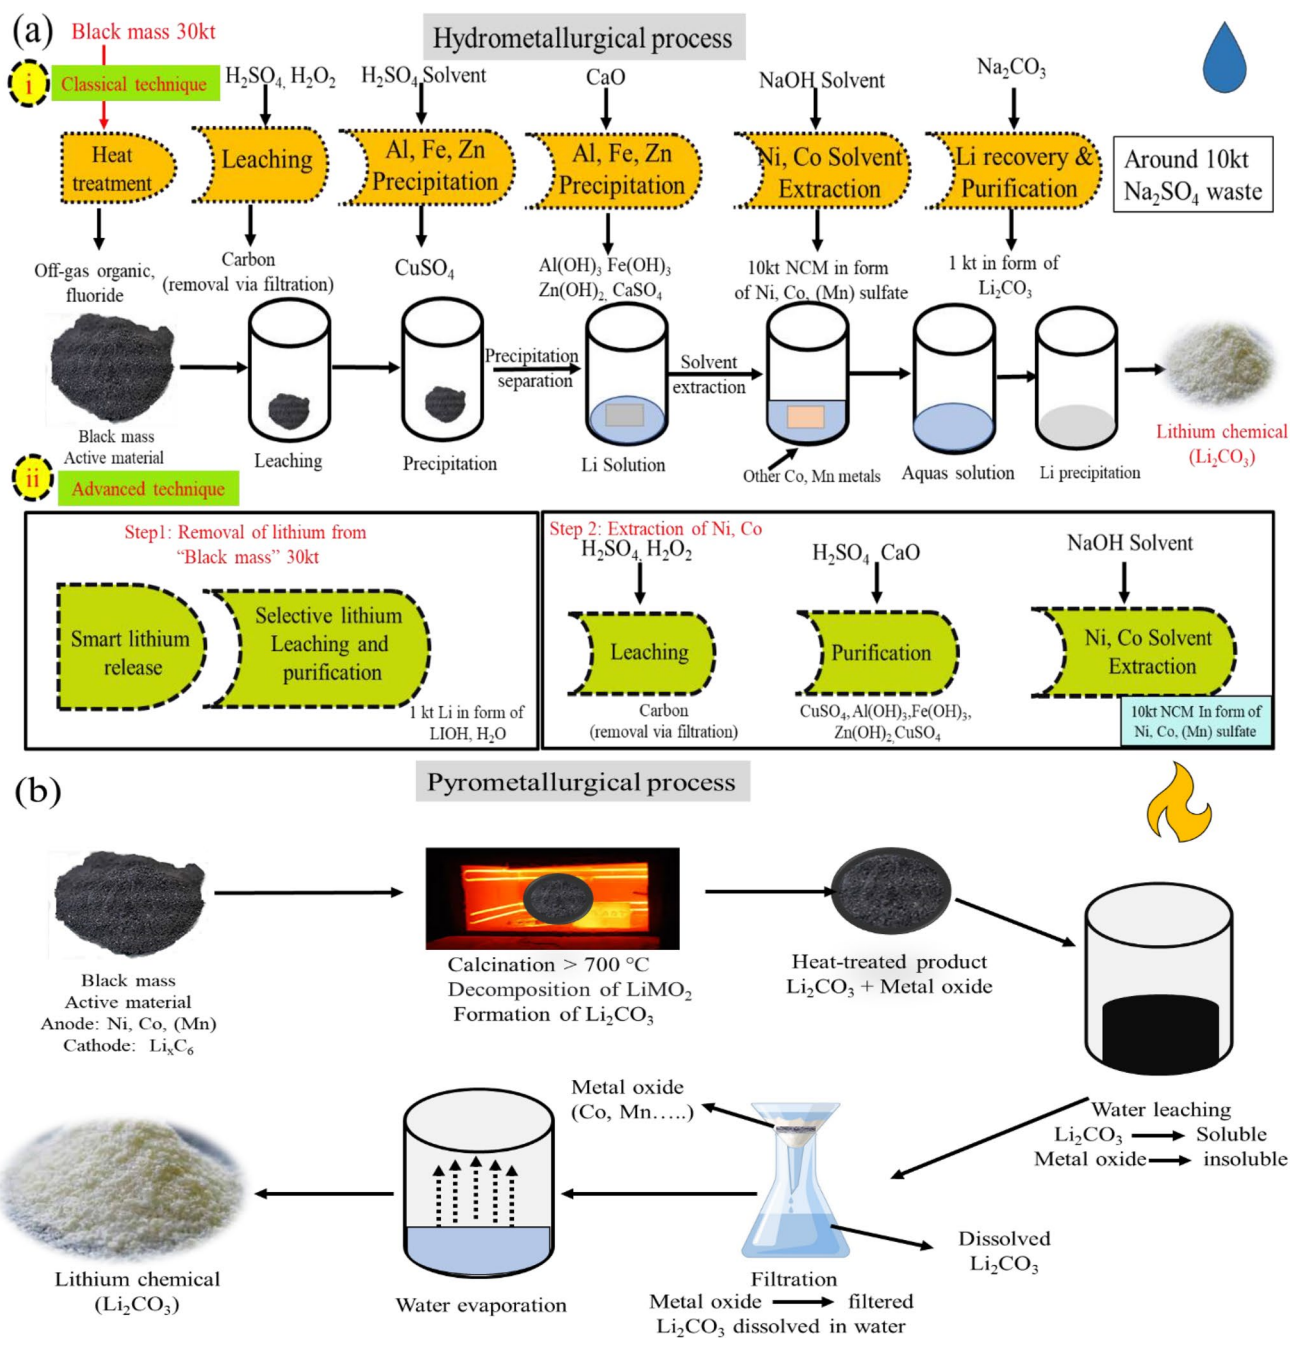 (a)
Black mass 30kt
Hydrometallurgical process
i
Classical technique
H₂SO₄, H₂O₂
H₂SO₄ Solvent
CaO
NaOH Solvent
Na₂CO₃
Heat
treatment
Leaching
Al, Fe, Zn
Precipitation
Al, Fe, Zn
Precipitation
Ni, Co Solvent
Extraction
Li recovery &
Purification
Around 10kt
Na₂SO₄ waste
Off-gas organic,
fluoride
Carbon
(removal via filtration)
CuSO₄
Al(OH)₃ Fe(OH)₃
Zn(OH)₂, CaSO₄
10kt NCM in form
of Ni, Co, (Mn) sulfate
1 kt in form of
Li₂CO₃
Precipitation
separation
Solvent
extraction
Black mass
Active material
Leaching
Precipitation
Li Solution
Other Co, Mn metals
Aquas solution
Li precipitation
Lithium chemical
(Li₂CO₃)
ii
Advanced technique
Step1: Removal of lithium from
“Black mass” 30kt
Smart lithium
release
Selective lithium
Leaching and
purification
1 kt Li in form of
LIOH, H₂O
Step 2: Extraction of Ni, Co
H₂SO₄, H₂O₂
H₂SO₄, CaO
NaOH Solvent
Leaching
Purification
Ni, Co Solvent
Extraction
Carbon
(removal via filtration)
CuSO₄, Al(OH)₃,Fe(OH)₃,
Zn(OH)₂,CuSO₄
10kt NCM In form of
Ni, Co, (Mn) sulfate
(b)
Pyrometallurgical process
Black mass
Active material
Anode: Ni, Co, (Mn)
Cathode: LiₓC₆
Calcination > 700 °C
Decomposition of LiMO₂
Formation of Li₂CO₃
Heat-treated product
Li₂CO₃ + Metal oxide
Water leaching
Li₂CO₃ → Soluble
Metal oxide → insoluble
Metal oxide
(Co, Mn…..)
Dissolved
Li₂CO₃
Filtration
Metal oxide → filtered
Li₂CO₃ dissolved in water
Water evaporation
Lithium chemical
(Li₂CO₃)